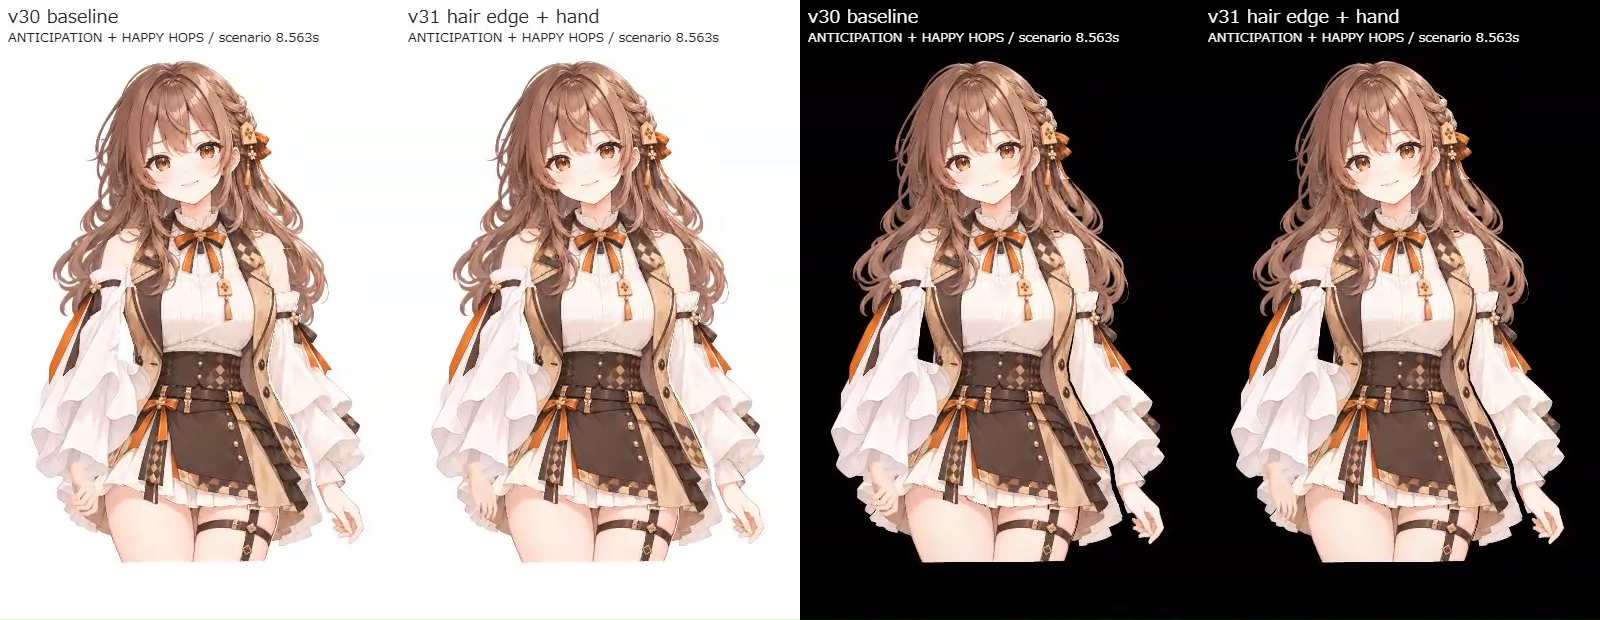 v30 baseline
ANTICIPATION + HAPPY HOPS / scenario 8.563s
v31 hair edge + hand
ANTICIPATION + HAPPY HOPS / scenario 8.563s
v30 baseline
ANTICIPATION + HAPPY HOPS / scenario 8.563s
v31 hair edge + hand
ANTICIPATION + HAPPY HOPS / scenario 8.563s